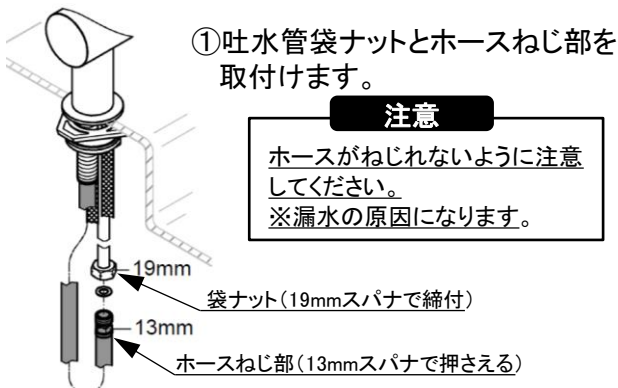 ①吐水管袋ナットとホースねじ部を
取付けます。
注意
ホースがねじれないように注意
してください。
※漏水の原因になります。
19mm
袋ナット(19mmスパナで締付)
13mm
ホースねじ部(13mmスパナで押さえる)